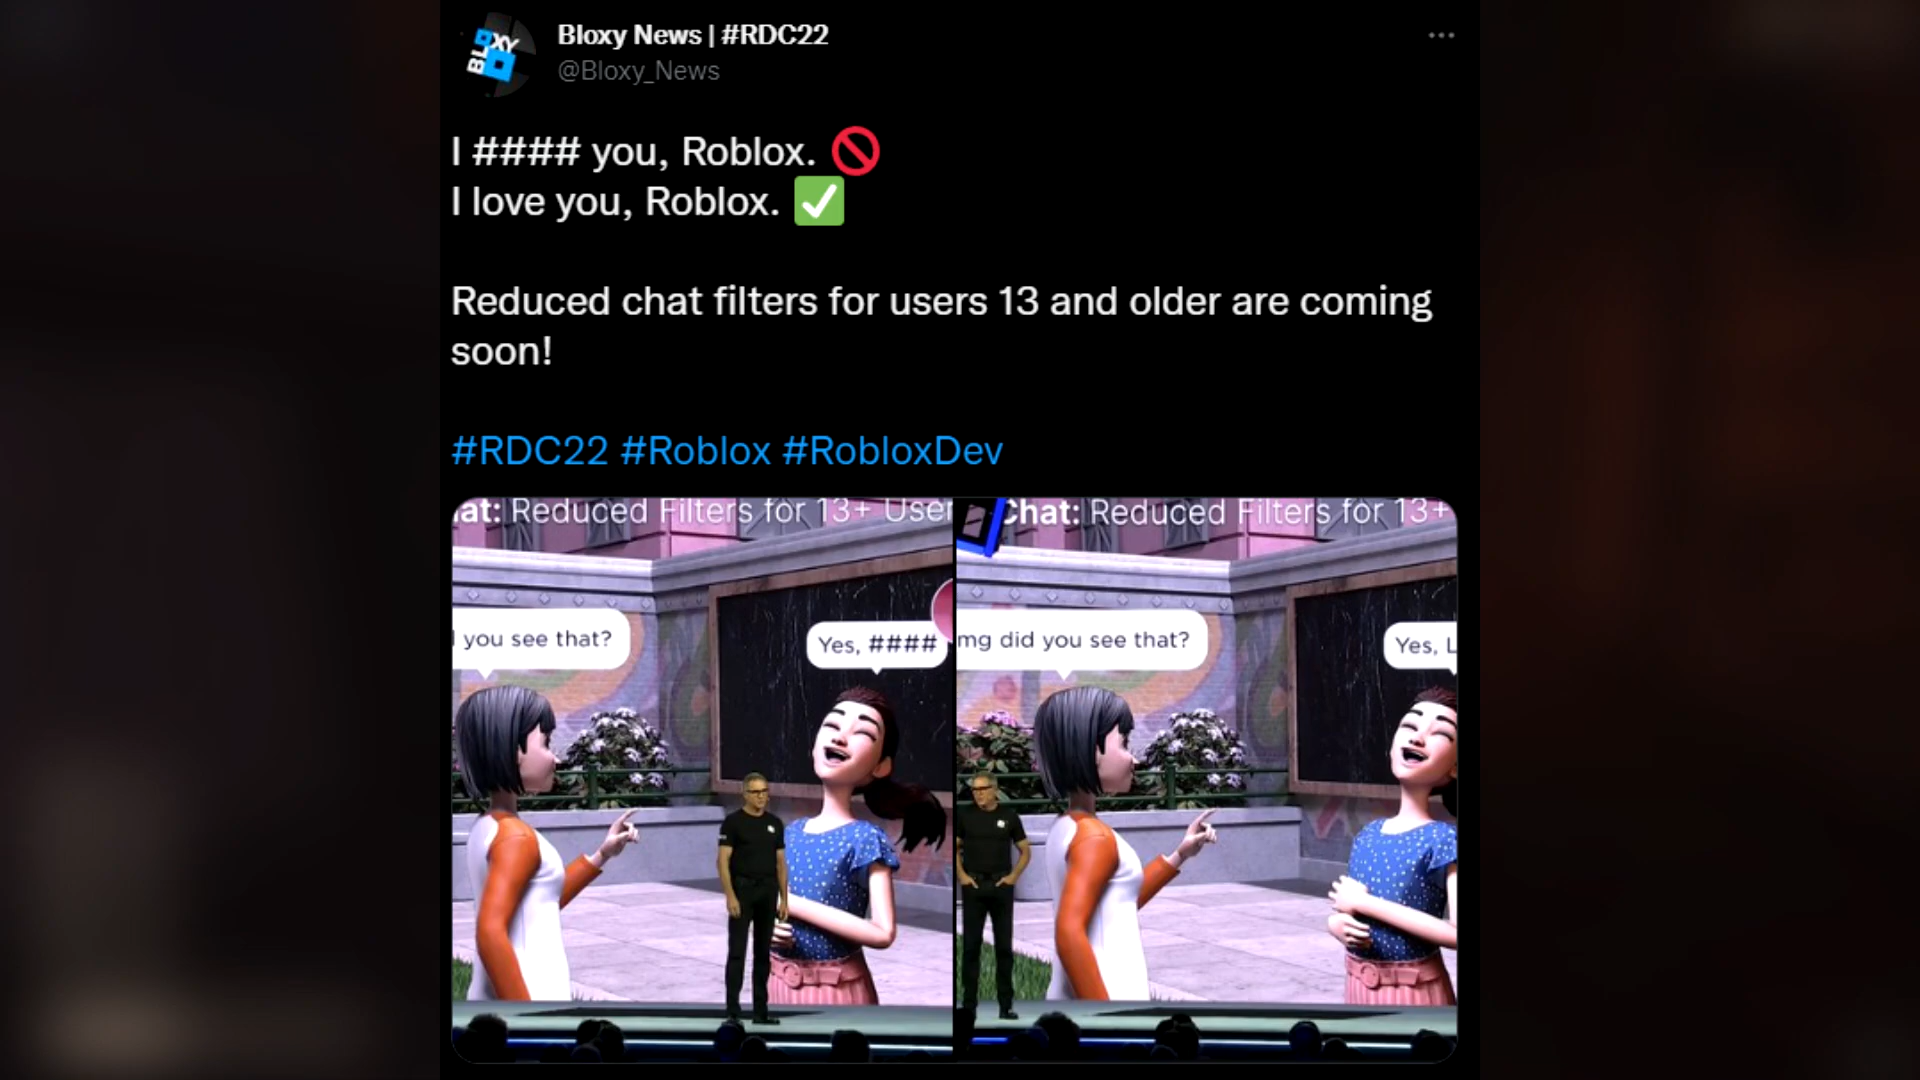 BLOXY
Bloxy News | #RDC22
@Bloxy_News
I #### you, Roblox. 🚫
I love you, Roblox. ✅
Reduced chat filters for users 13 and older are coming
soon!
#RDC22 #Roblox #RobloxDev
at: Reduced Filters for 13+ User
you see that?
Yes, ####
Chat: Reduced Filters for 13+
mg did you see that?
Yes, L